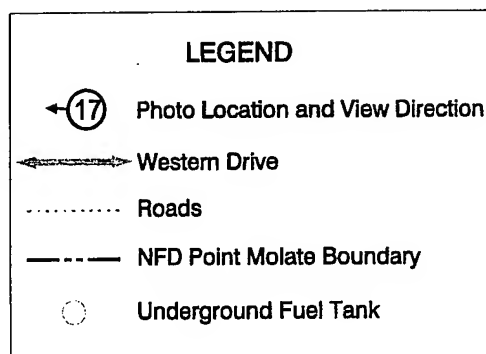 LEGEND
17 Photo Location and View Direction
Western Drive
Roads
NFD Point Molate Boundary
Underground Fuel Tank